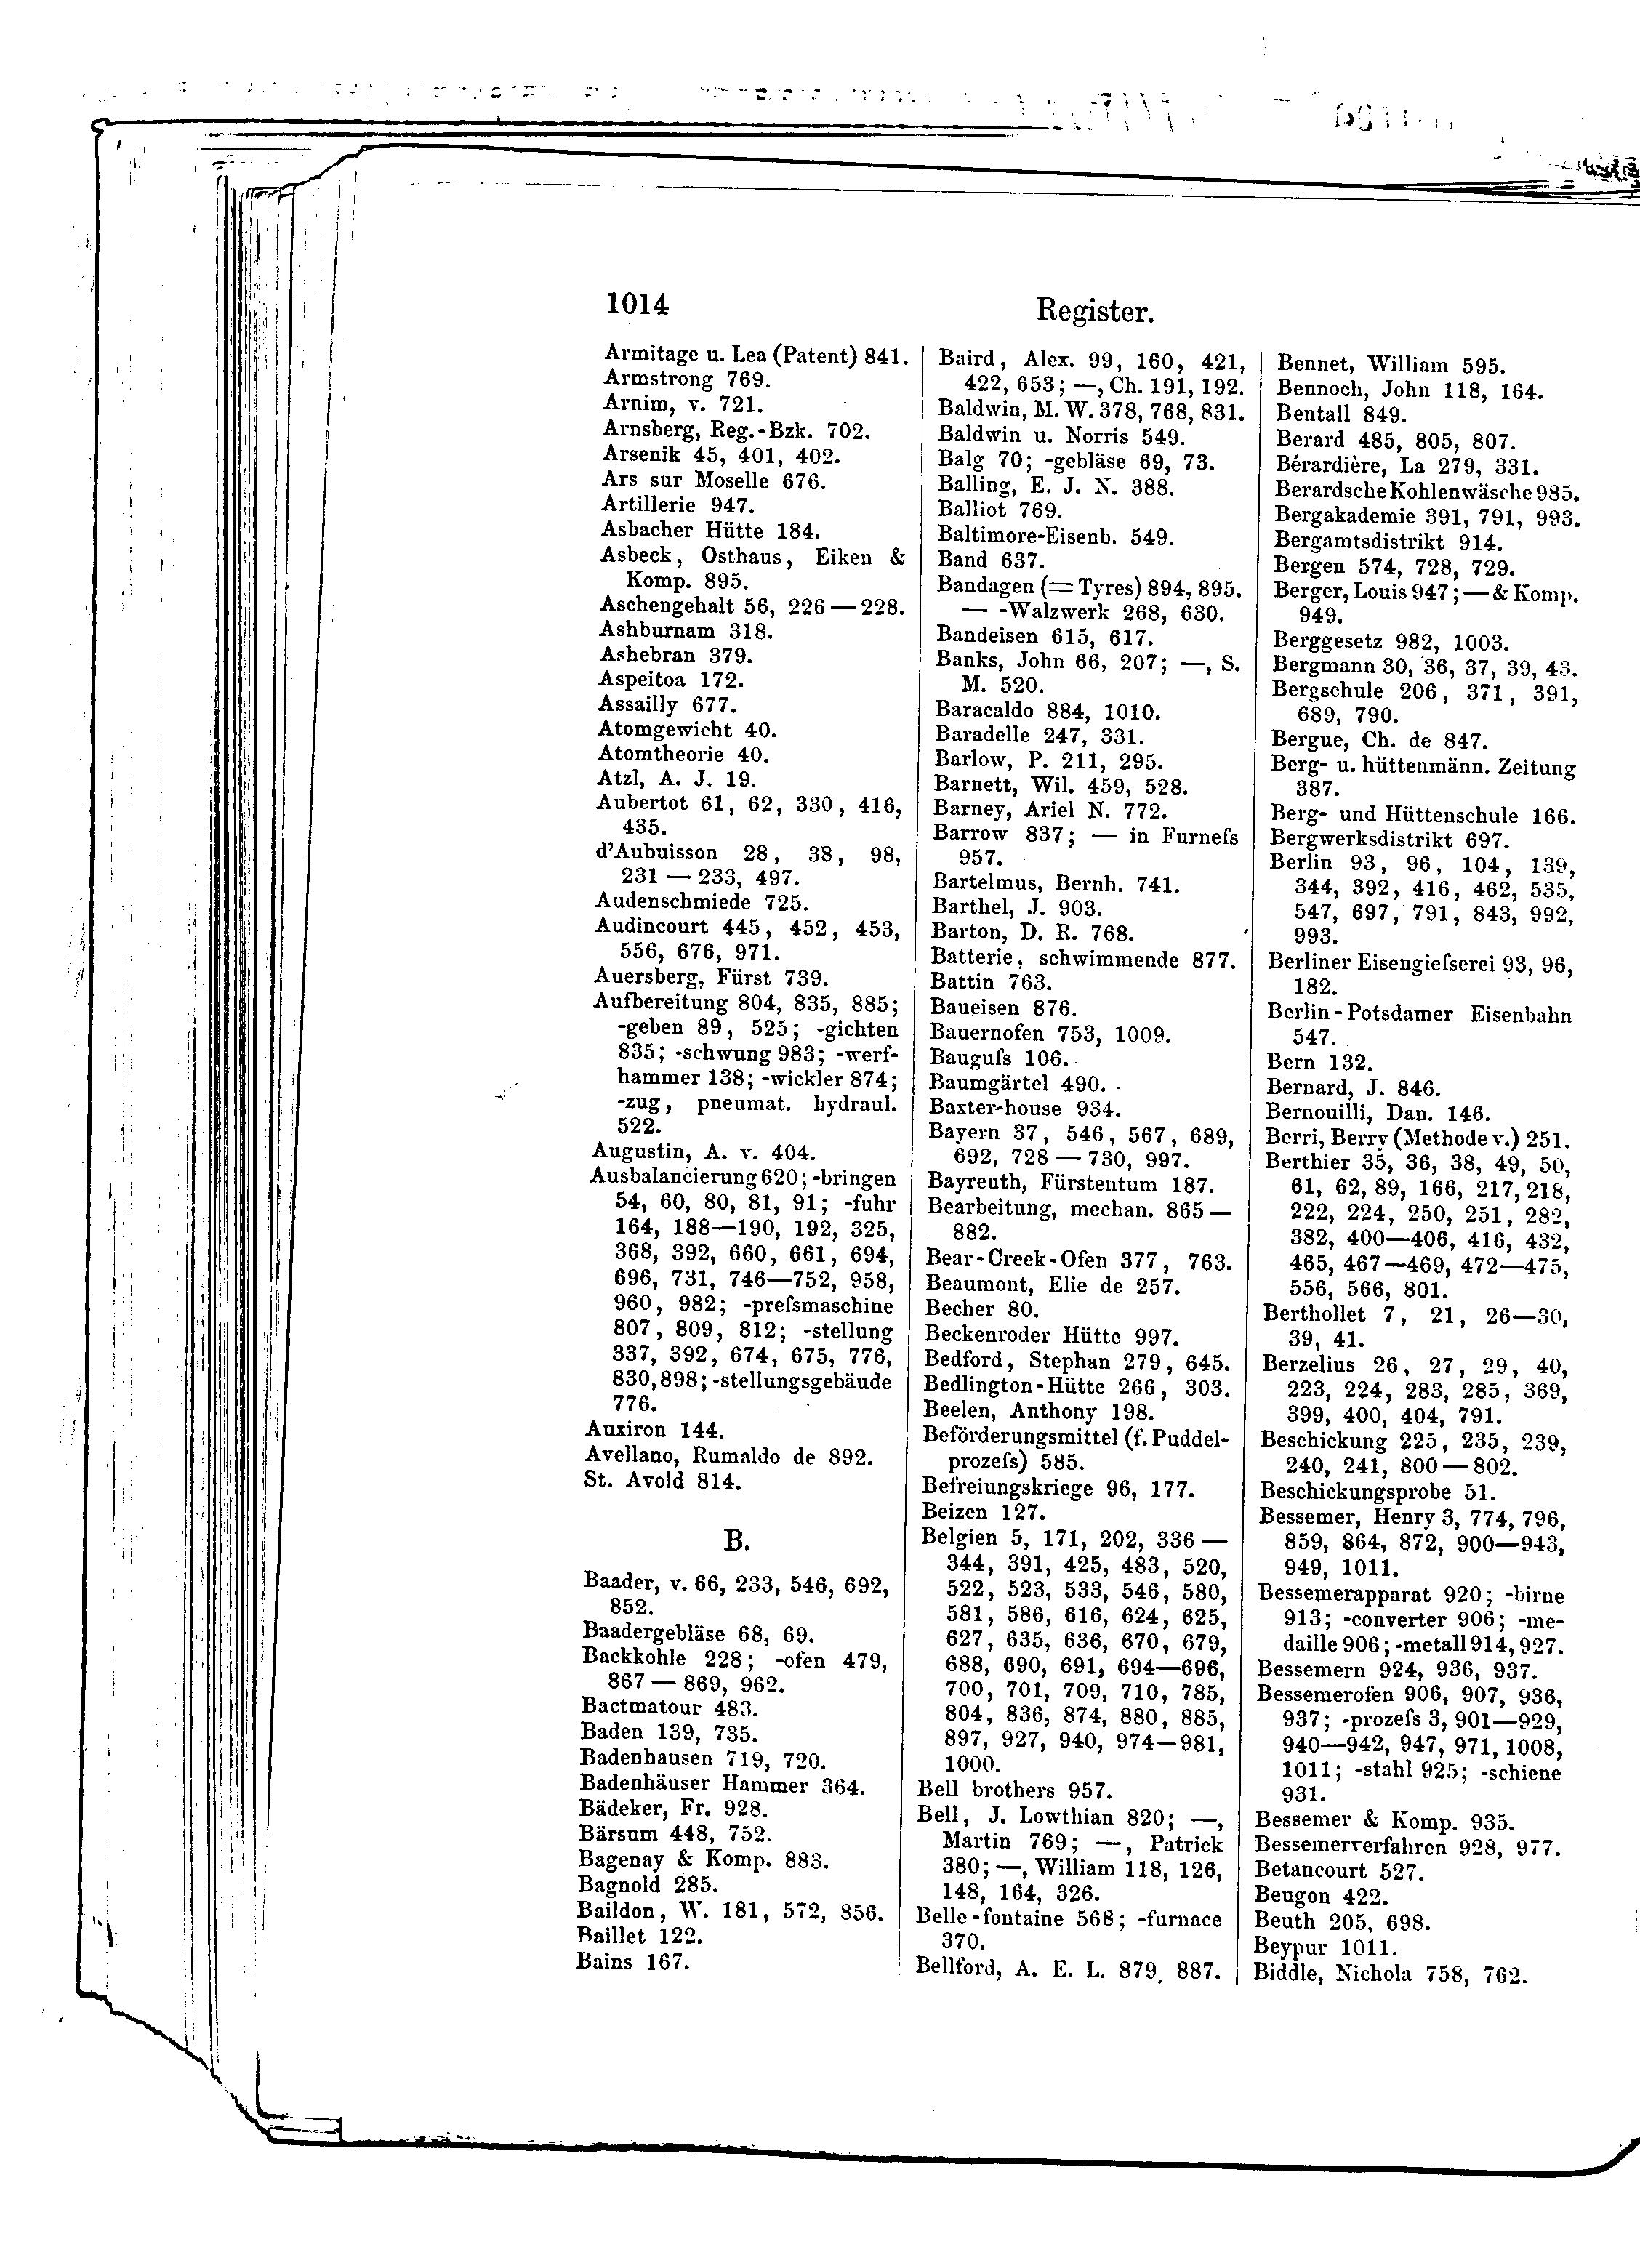 1014
Register.
Armitage u. Lea (Patent) 841.
Armstrong 769.
Arnim, v. 721.
Arnsberg, Reg.-Bzk. 702.
Arsenik 45, 401, 402.
Ars sur Moselle 676.
Artillerie 947.
Asbacher Hütte 184.
Asbeck, Osthaus, Eiken &
Komp. 895.
Aschengehalt 56, 226 — 228.
Ashburnam 318.
Ashebran 379.
Aspeitoa 172.
Assailly 677.
Atomgewicht 40.
Atomtheorie 40.
Atzl, A. J. 19.
Aubertot 61, 62, 330, 416,
435.
d'Aubuisson 28, 38, 98,
231 — 233, 497.
Audenschmiede 725.
Audincourt 445, 452, 453,
556, 676, 971.
Auersberg, Fürst 739.
Aufbereitung 804, 835, 885;
-geben 89, 525; -gichten
835; -schwung 983; -werf-
hammer 138; -wickler 874;
-zug, pneumat. hydraul.
522.
Augustin, A. v. 404.
Ausbalancierung 620; -bringen
54, 60, 80, 81, 91; -fuhr
164, 188—190, 192, 325,
368, 392, 660, 661, 694,
696, 731, 746—752, 958,
960, 982; -preſsmaschine
807, 809, 812; -stellung
337, 392, 674, 675, 776,
830, 898; -stellungsgebäude
776.
Auxiron 144.
Avellano, Rumaldo de 892.
St. Avold 814.
B.
Baader, v. 66, 233, 546, 692,
852.
Baadergebläse 68, 69.
Backkohle 228; -ofen 479,
867 — 869, 962.
Bactmatour 483.
Baden 139, 735.
Badenhausen 719, 720.
Badenhäuser Hammer 364.
Bädeker, Fr. 928.
Bärsum 448, 752.
Bagenay & Komp. 883.
Bagnold 285.
Baildon, W. 181, 572, 856.
Baillet 122.
Bains 167.
Baird, Alex. 99, 160, 421,
422, 653; —, Ch. 191, 192.
Baldwin, M. W. 378, 768, 831.
Baldwin u. Norris 549.
Balg 70; -gebläse 69, 73.
Balling, E. J. N. 388.
Balliot 769.
Baltimore-Eisenb. 549.
Band 637.
Bandagen (= Tyres) 894, 895.
— -Walzwerk 268, 630.
Bandeisen 615, 617.
Banks, John 66, 207; —, S.
M. 520.
Baracaldo 884, 1010.
Baradelle 247, 331.
Barlow, P. 211, 295.
Barnett, Wil. 459, 528.
Barney, Ariel N. 772.
Barrow 837; — in Furneſs
957.
Bartelmus, Bernh. 741.
Barthel, J. 903.
Barton, D. R. 768.
Batterie, schwimmende 877.
Battin 763.
Baueisen 876.
Bauernofen 753, 1009.
Bauguſs 106.
Baumgärtel 490.
Baxter-house 934.
Bayern 37, 546, 567, 689,
692, 728 — 730, 997.
Bayreuth, Fürstentum 187.
Bearbeitung, mechan. 865 —
882.
Bear-Creek-Ofen 377, 763.
Beaumont, Elie de 257.
Becher 80.
Beckenroder Hütte 997.
Bedford, Stephan 279, 645.
Bedlington-Hütte 266, 303.
Beelen, Anthony 198.
Beförderungsmittel (f. Puddel-
prozeſs) 585.
Befreiungskriege 96, 177.
Beizen 127.
Belgien 5, 171, 202, 336 —
344, 391, 425, 483, 520,
522, 523, 533, 546, 580,
581, 586, 616, 624, 625,
627, 635, 636, 670, 679,
688, 690, 691, 694—696,
700, 701, 709, 710, 785,
804, 836, 874, 880, 885,
897, 927, 940, 974—981,
1000.
Bell brothers 957.
Bell, J. Lowthian 820; —,
Martin 769; —, Patrick
380; —, William 118, 126,
148, 164, 326.
Belle-fontaine 568; -furnace
370.
Bellford, A. E. L. 879, 887.
Bennet, William 595.
Bennoch, John 118, 164.
Bentall 849.
Berard 485, 805, 807.
Bérardière, La 279, 331.
Berardsche Kohlenwäsche 985.
Bergakademie 391, 791, 993.
Bergamtsdistrikt 914.
Bergen 574, 728, 729.
Berger, Louis 947; — & Komp.
949.
Berggesetz 982, 1003.
Bergmann 30, 36, 37, 39, 43.
Bergschule 206, 371, 391,
689, 790.
Bergue, Ch. de 847.
Berg- u. hüttenmänn. Zeitung
387.
Berg- und Hüttenschule 166.
Bergwerksdistrikt 697.
Berlin 93, 96, 104, 139,
344, 392, 416, 462, 535,
547, 697, 791, 843, 992,
993.
Berliner Eisengieſserei 93, 96,
182.
Berlin-Potsdamer Eisenbahn
547.
Bern 132.
Bernard, J. 846.
Bernouilli, Dan. 146.
Berri, Berry (Methode v.) 251.
Berthier 35, 36, 38, 49, 50,
61, 62, 89, 166, 217, 218,
222, 224, 250, 251, 282,
382, 400—406, 416, 432,
465, 467—469, 472—475,
556, 566, 801.
Berthollet 7, 21, 26—30,
39, 41.
Berzelius 26, 27, 29, 40,
223, 224, 283, 285, 369,
399, 400, 404, 791.
Beschickung 225, 235, 239,
240, 241, 800 — 802.
Beschickungsprobe 51.
Bessemer, Henry 3, 774, 796,
859, 864, 872, 900—943,
949, 1011.
Bessemerapparat 920; -birne
913; -converter 906; -me-
daille 906; -metall 914, 927.
Bessemern 924, 936, 937.
Bessemerofen 906, 907, 936,
937; -prozeſs 3, 901—929,
940—942, 947, 971, 1008,
1011; -stahl 925; -schiene
931.
Bessemer & Komp. 935.
Bessemerverfahren 928, 977.
Betancourt 527.
Beugon 422.
Beuth 205, 698.
Beypur 1011.
Biddle, Nichola 758, 762.